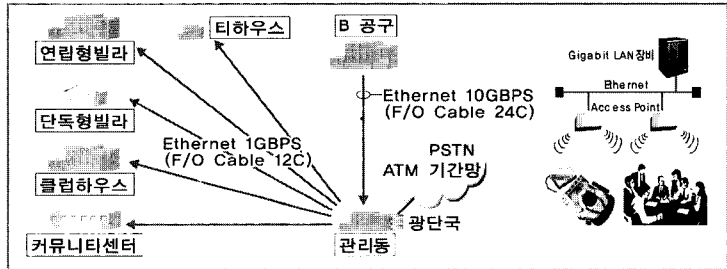 티하우스
B 공구
연립형빌라
Gigabit LAN장비
Ethernet
Ethernet 10GBPS
(F/O Cable 24C)
Access Point
단독형빌라
Ethernet 1GBPS
(F/O Cable 12C)
PSTN
ATM 기간망
클럽하우스
광단국
커뮤니티센터
관리동